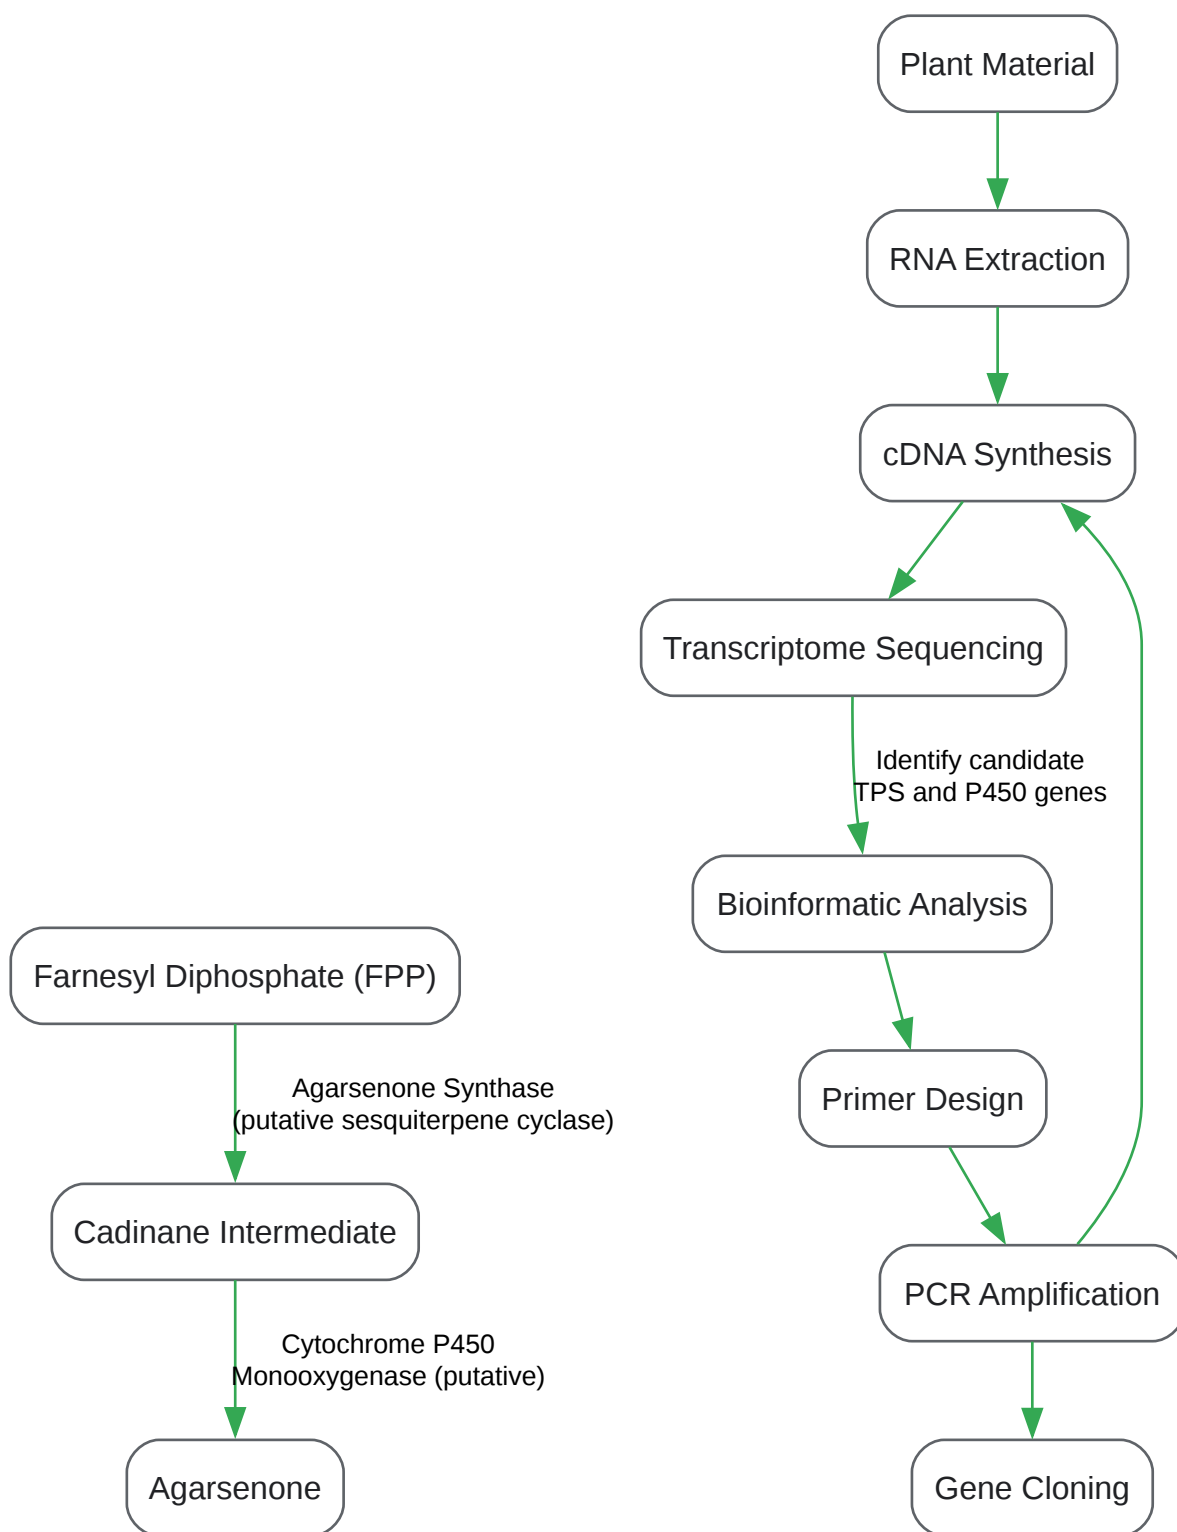 Plant Material
RNA Extraction
cDNA Synthesis
Transcriptome Sequencing
Identify candidate
TPS and P450 genes
Bioinformatic Analysis
Farnesyl Diphosphate (FPP)
Primer Design
Agarsenone Synthase
(putative sesquiterpene cyclase)
Cadinane Intermediate
PCR Amplification
Cytochrome P450
Monooxygenase (putative)
Agarsenone
Gene Cloning